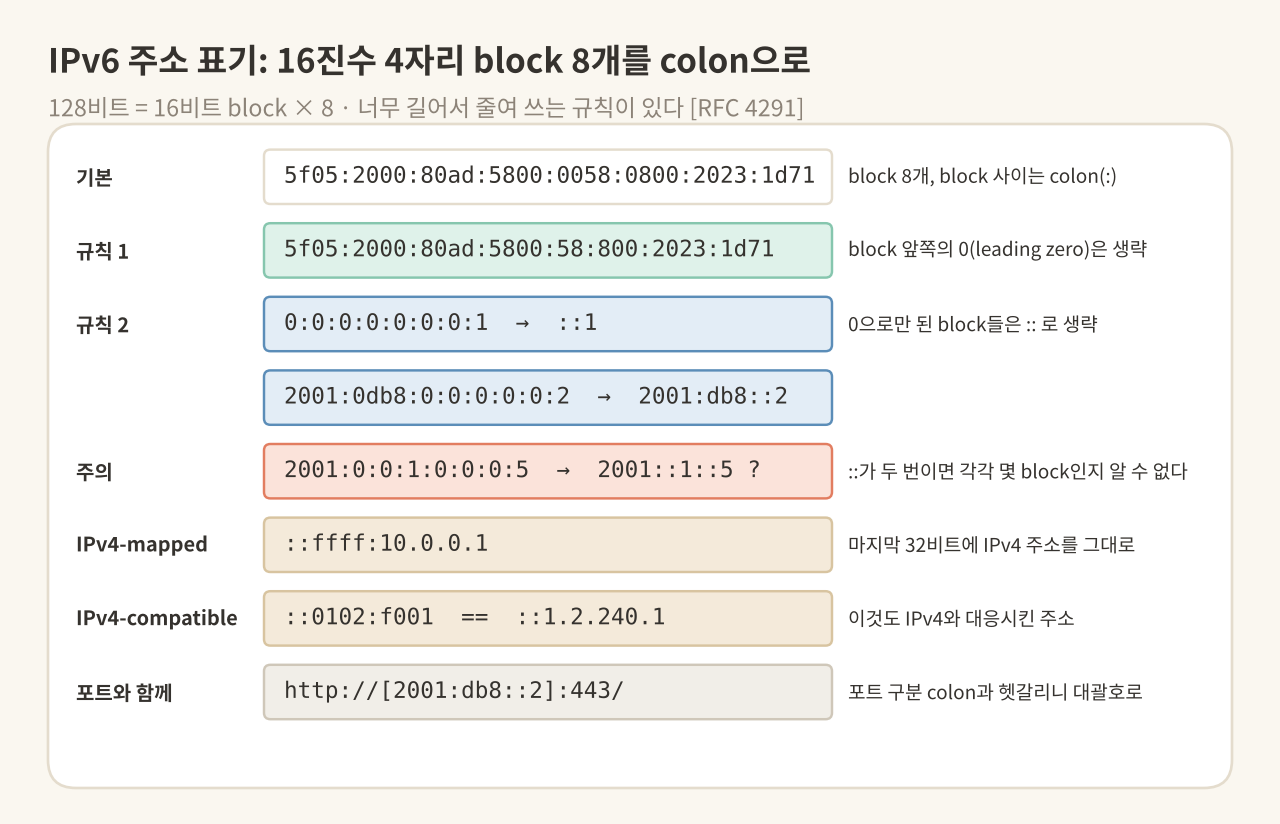 IPv6 주소 표기: 16진수 4자리 block 8개를 colon으로
128비트 = 16비트 block × 8 · 너무 길어서 줄여 쓰는 규칙이 있다 [RFC 4291]
기본 5f05:2000:80ad:5800:0058:0800:2023:1d71 block 8개, block 사이는 colon(:)
규칙 1 5f05:2000:80ad:5800:58:800:2023:1d71 block 앞쪽의 0(leading zero)은 생략
규칙 2 0:0:0:0:0:0:0:1 → ::1 0으로만 된 block들은 :: 로 생략
2001:0db8:0:0:0:0:0:2 → 2001:db8::2
주의 2001:0:0:1:0:0:0:5 → 2001::1::5 ? ::가 두 번이면 각각 몇 block인지 알 수 없다
IPv4-mapped ::ffff:10.0.0.1 마지막 32비트에 IPv4 주소를 그대로
IPv4-compatible ::0102:f001 == ::1.2.240.1 이것도 IPv4와 대응시킨 주소
포트와 함께 http://[2001:db8::2]:443/ 포트 구분 colon과 헷갈리니 대괄호로